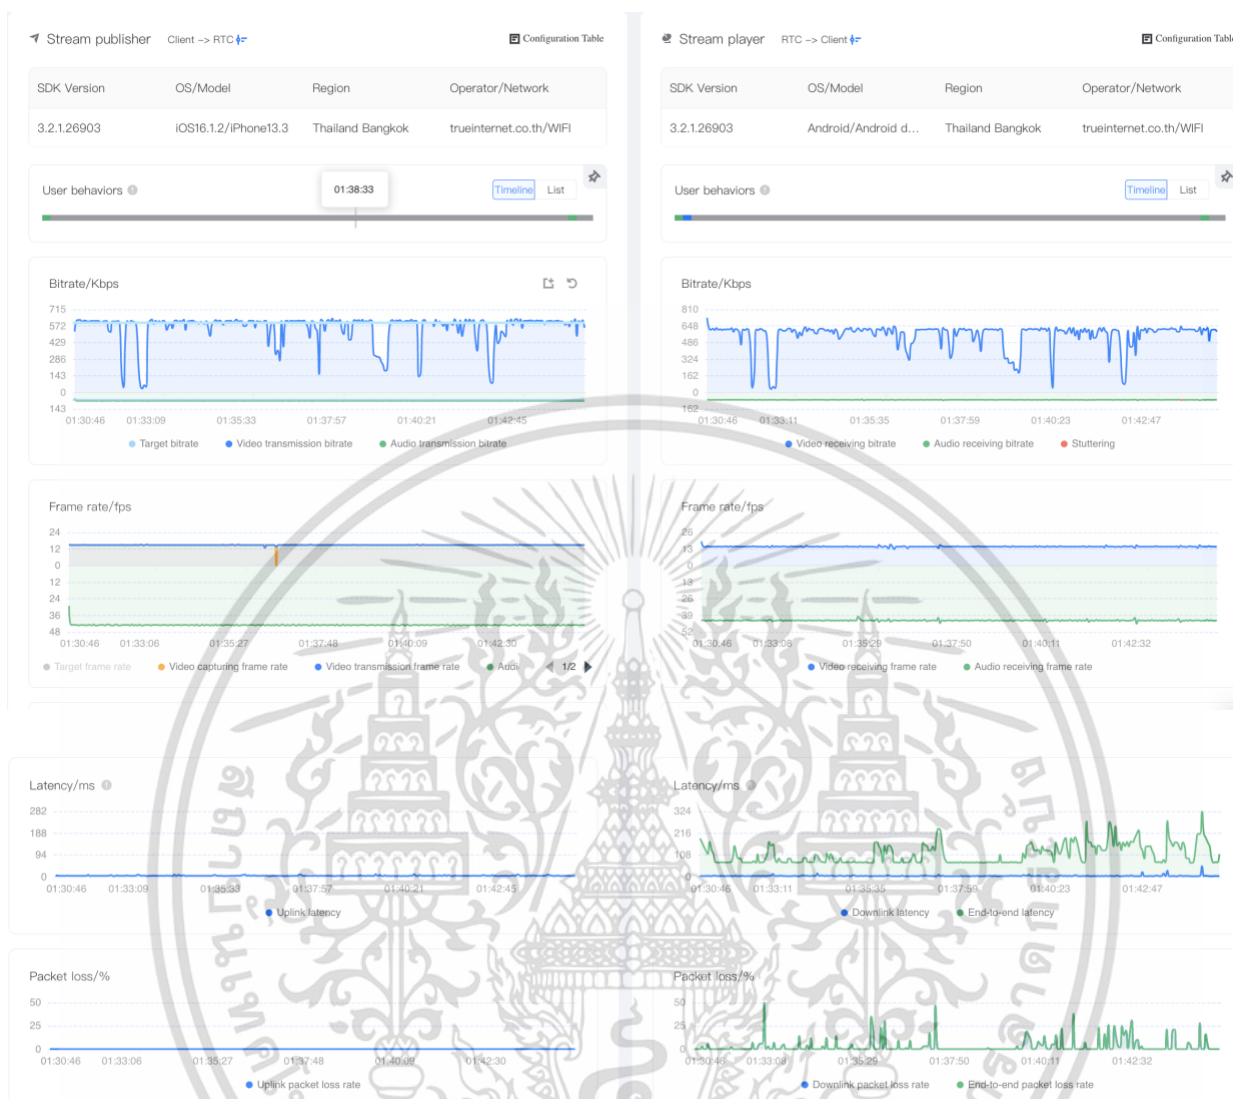 Stream publisher Client -> RTC Configuration Table
SDK Version OS/Model Region Operator/Network
3.2.1.26903 iOS16.1.2/iPhone13.3 Thailand Bangkok trueinternet.co.th/WIFI
User behaviors 01:38:33 Timeline List
Bitrate/Kbps
715
572
429
286
143
0
143
01:30:46 01:33:09 01:35:33 01:37:57 01:40:21 01:42:45
Target bitrate Video transmission bitrate Audio transmission bitrate
Frame rate/fps
24
12
0
12
24
36
48
01:30:46 01:33:06 01:35:27 01:37:48 01:40:09 01:42:30
Target frame rate Video capturing frame rate Video transmission frame rate Audi 1/2
Latency/ms
282
188
94
0
01:30:46 01:33:09 01:35:33 01:37:57 01:40:21 01:42:45
Uplink latency
Packet loss/%
50
25
0
01:30:46 01:33:06 01:35:27 01:37:48 01:40:09 01:42:30
Uplink packet loss rate
Stream player RTC -> Client Configuration Table
SDK Version OS/Model Region Operator/Network
3.2.1.26903 Android/Android d... Thailand Bangkok trueinternet.co.th/WIFI
User behaviors Timeline List
Bitrate/Kbps
810
648
486
324
162
0
162
01:30:46 01:33:11 01:35:35 01:37:59 01:40:23 01:42:47
Video receiving bitrate Audio receiving bitrate Stuttering
Frame rate/fps
26
13
0
13
26
39
52
01:30:46 01:33:08 01:35:29 01:37:50 01:40:11 01:42:32
Video receiving frame rate Audio receiving frame rate
Latency/ms
324
216
108
0
01:30:46 01:33:11 01:35:35 01:37:59 01:40:23 01:42:47
Downlink latency End-to-end latency
Packet loss/%
50
25
0
01:30:46 01:33:08 01:35:29 01:37:50 01:40:11 01:42:32
Downlink packet loss rate End-to-end packet loss rate